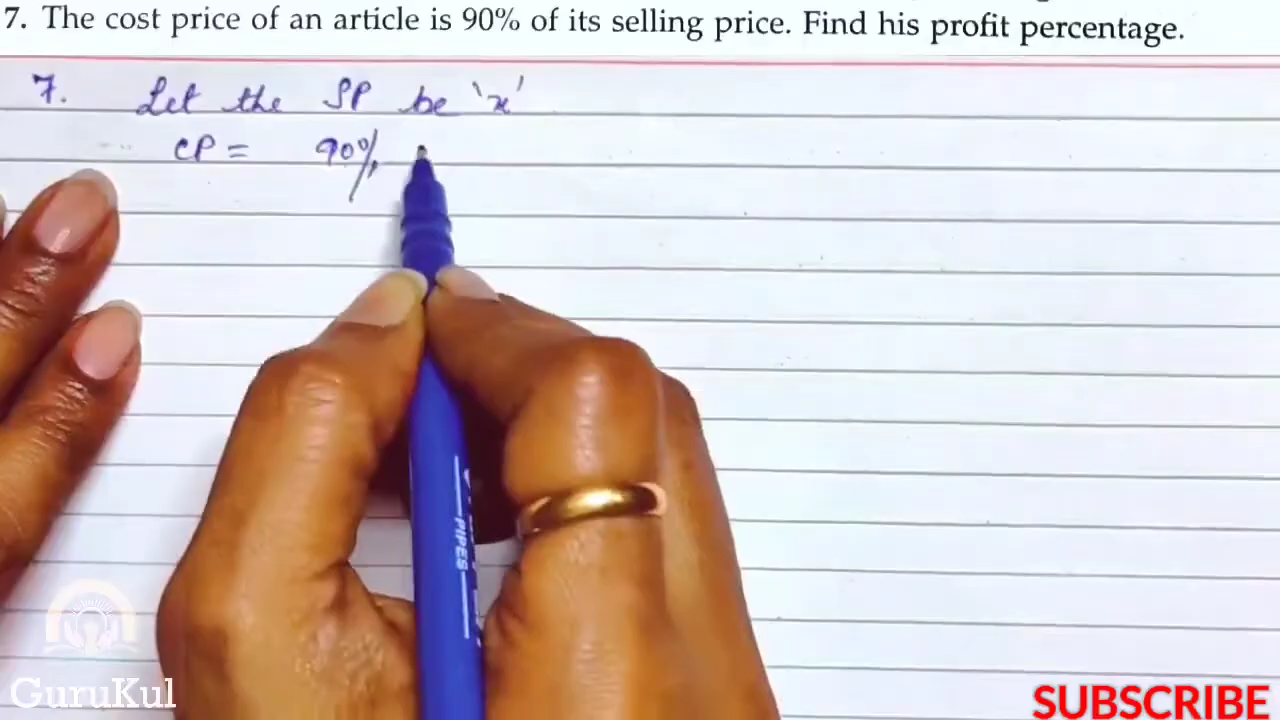 7. The cost price of an article is 90% of its selling price. Find his profit percentage.
7. Let the SP be 'x'
CP = 90%
PIPES
GuruKul
SUBSCRIBE